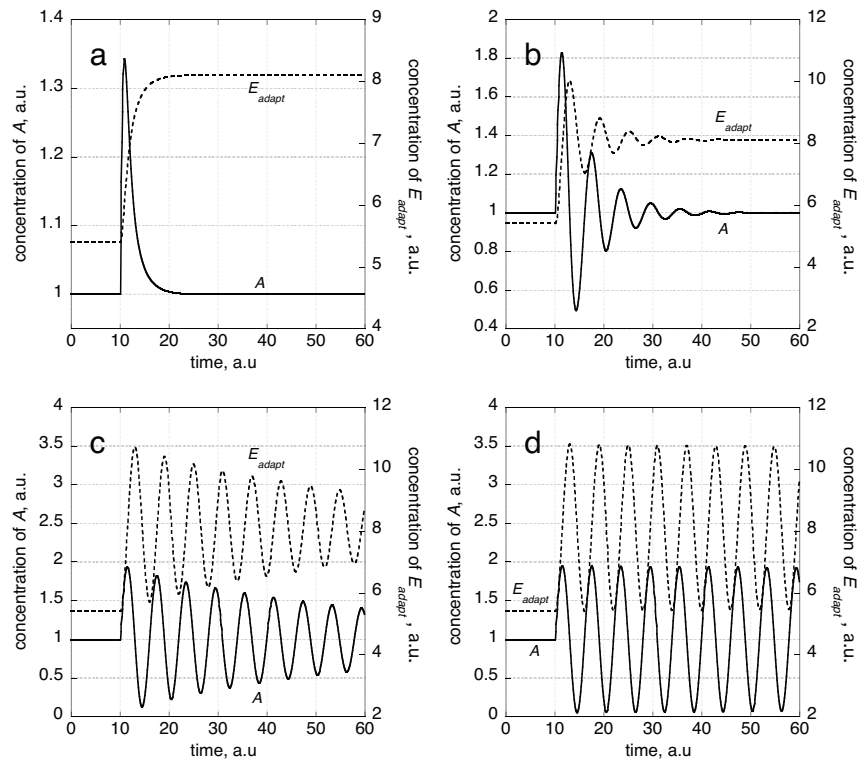 a
1.4
1.3
1.2
1.1
1
9
8
7
6
5
4
0 10 20 30 40 50 60
time, a.u
concentration of A, a.u.
concentration of E_adapt, a.u.
E_adapt
A
b
2
1.8
1.6
1.4
1.2
1
0.8
0.6
0.4
12
10
8
6
4
2
0 10 20 30 40 50 60
time, a.u
concentration of A, a.u.
concentration of E_adapt, a.u.
E_adapt
A
c
4
3.5
3
2.5
2
1.5
1
0.5
0
12
10
8
6
4
2
0 10 20 30 40 50 60
time, a.u
concentration of A, a.u.
concentration of E_adapt, a.u.
E_adapt
A
d
4
3.5
3
2.5
2
1.5
1
0.5
0
12
10
8
6
4
2
0 10 20 30 40 50 60
time, a.u
concentration of A, a.u.
concentration of E_adapt, a.u.
E_adapt
A